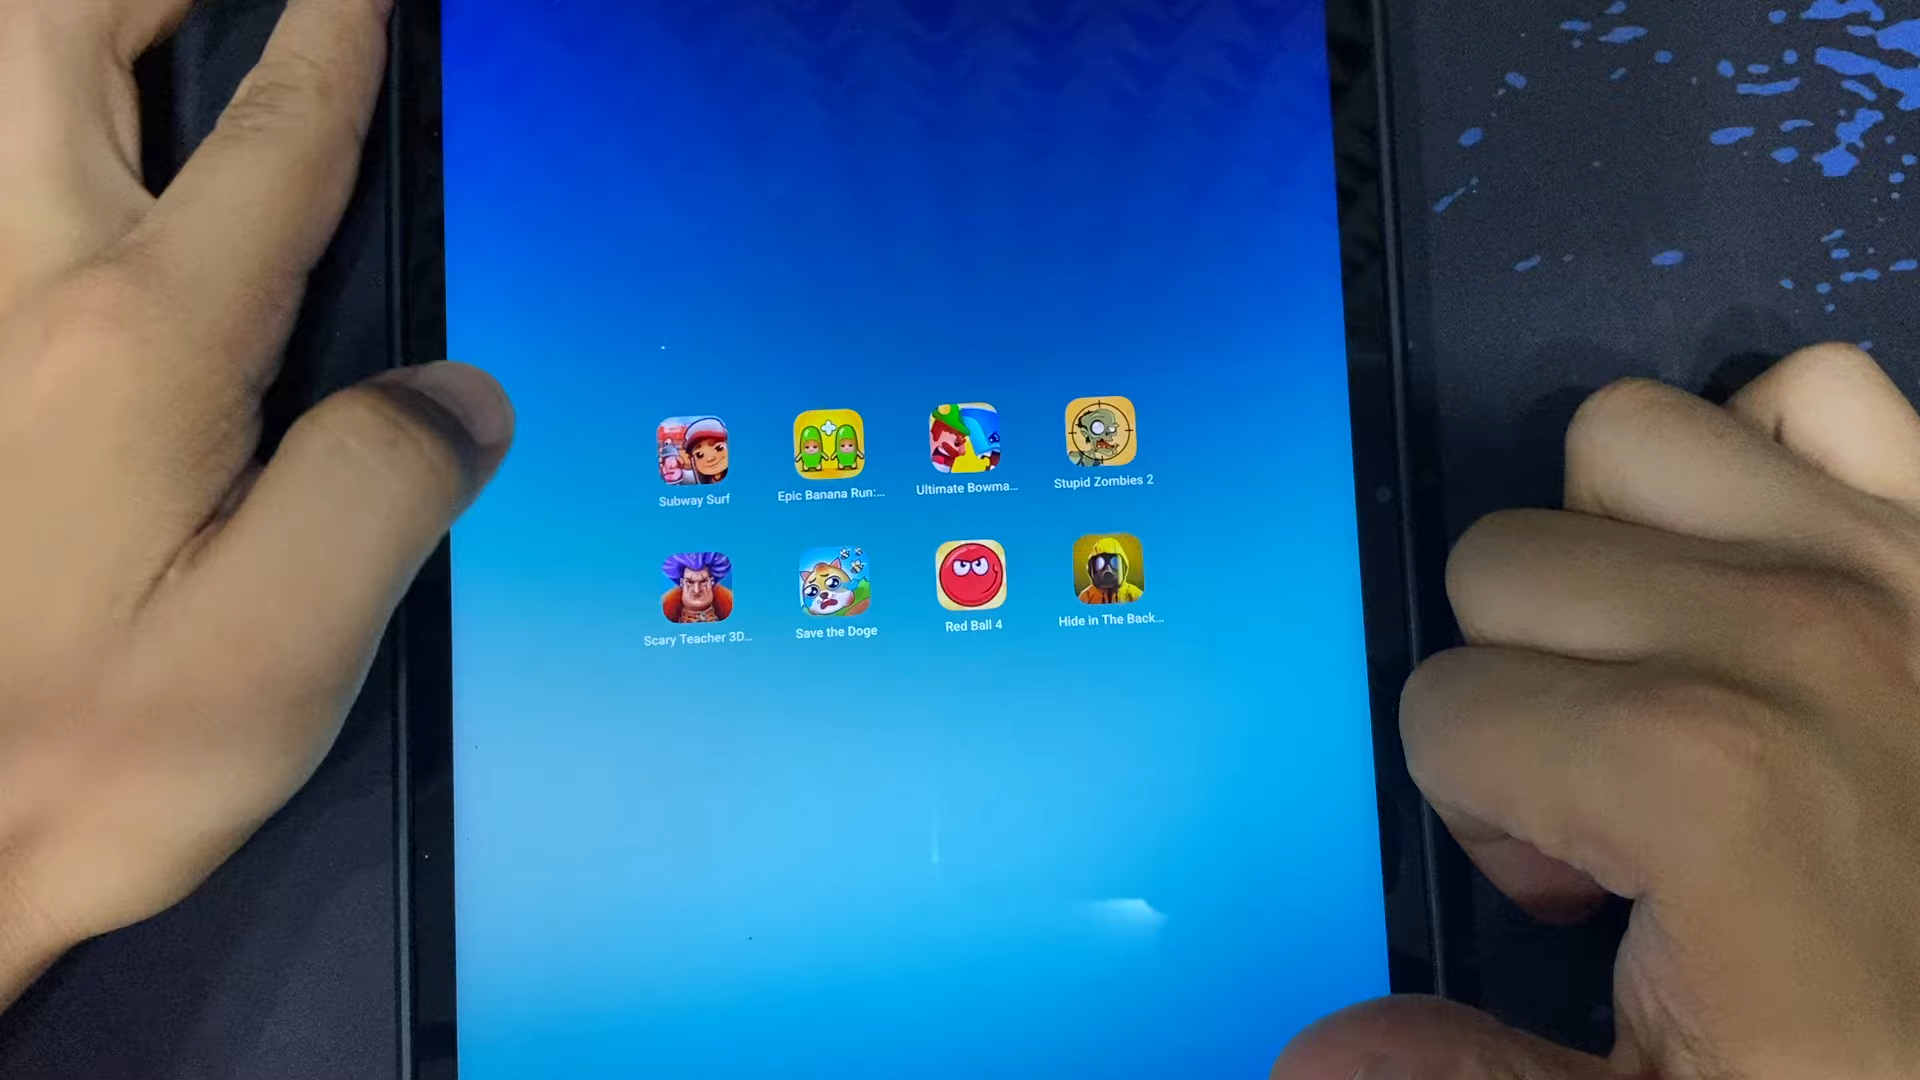 Subway Surf
Epic Banana Run:...
Ultimate Bowma...
Stupid Zombies 2
Scary Teacher 3D...
Save the Doge
Red Ball 4
Hide in The Back...